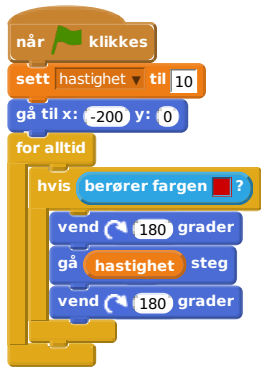 når klikkes
sett hastighet til 10
gå til x: -200 y: 0
for alltid
hvis berører fargen ?
vend 180 grader
gå hastighet steg
vend 180 grader